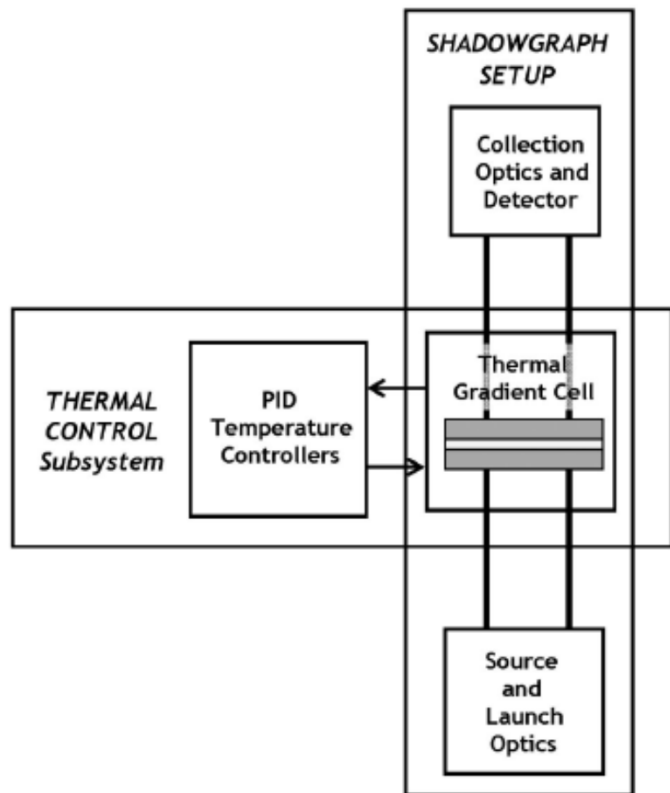 SHADOWGRAPH
SETUP
Collection
Optics and
Detector
THERMAL
CONTROL
Subsystem
PID
Temperature
Controllers
Thermal
Gradient Cell
Source
and
Launch
Optics